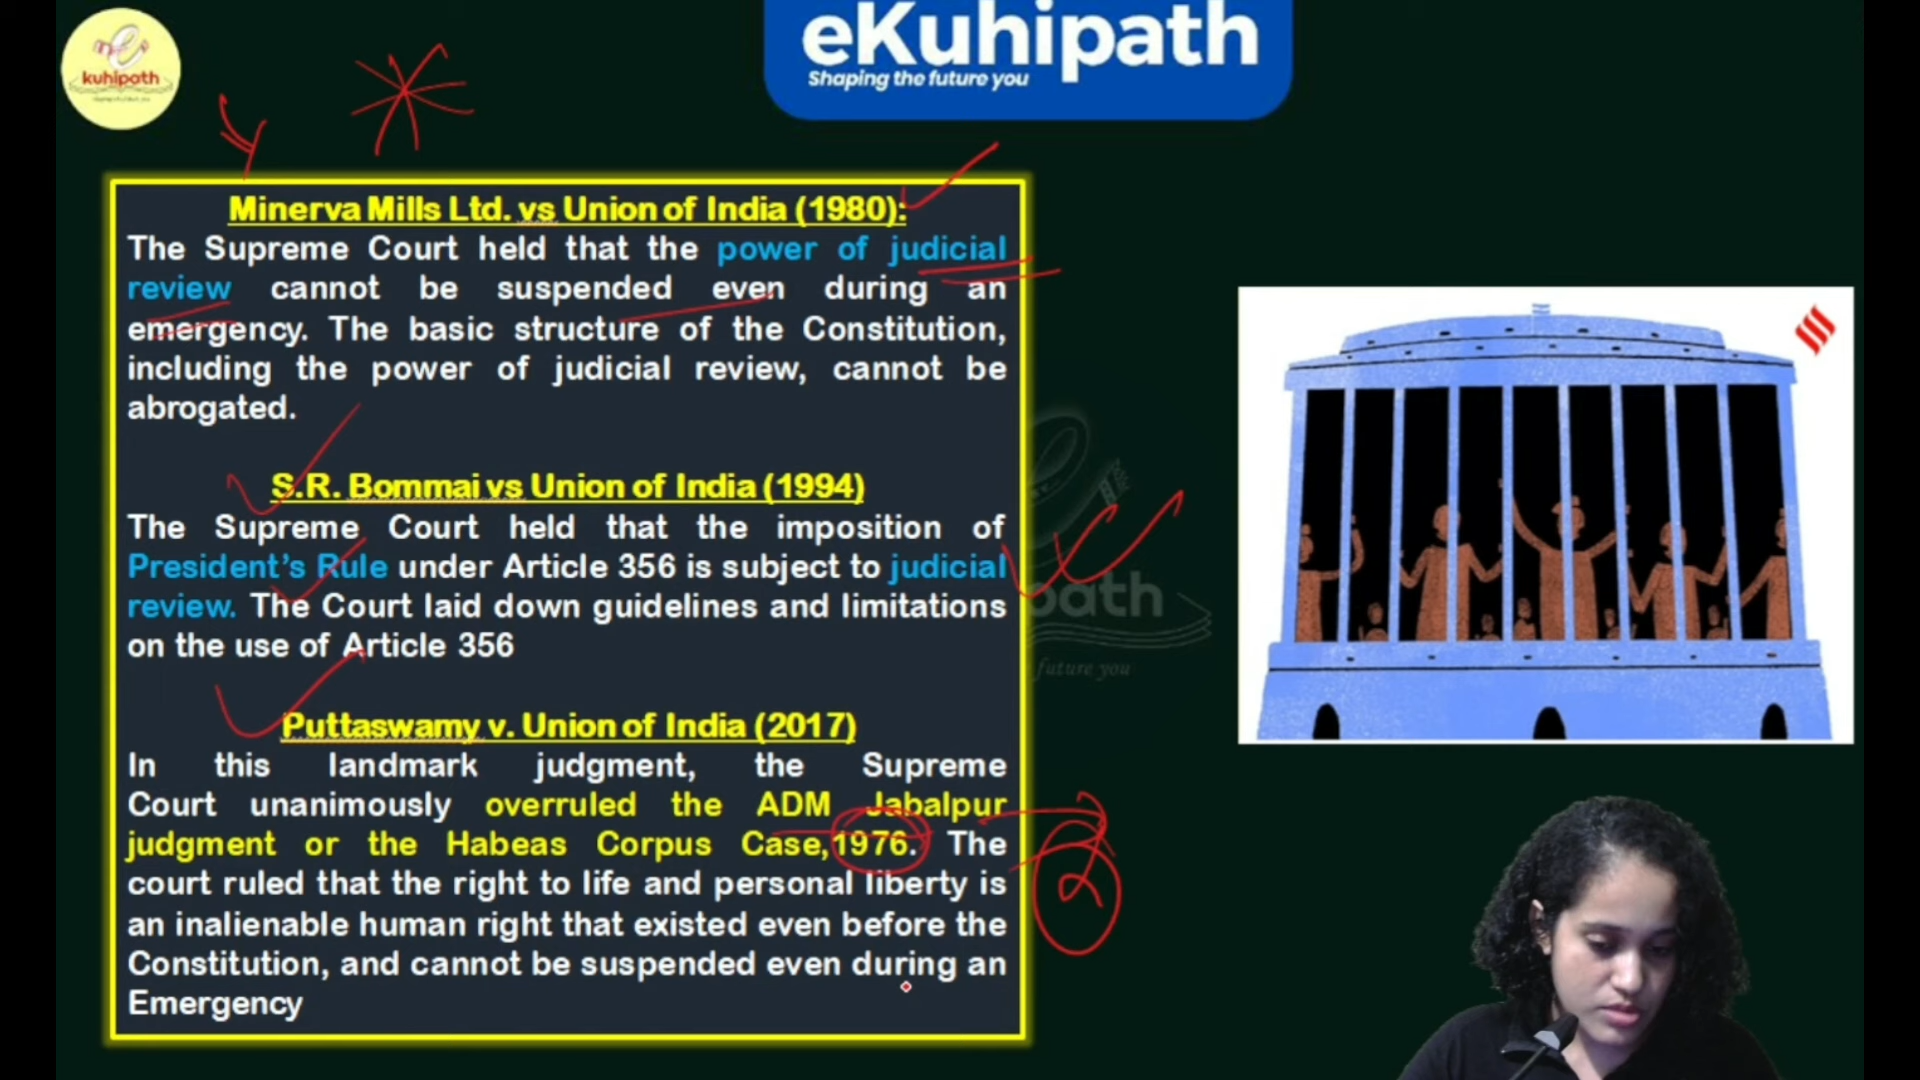 eKuhipath
Shaping the future you
kuhipath
Minerva Mills Ltd. vs Union of India (1980):
The Supreme Court held that the power of judicial
review cannot be suspended even during an
emergency. The basic structure of the Constitution,
including the power of judicial review, cannot be
abrogated.
S.R. Bommai vs Union of India (1994)
The Supreme Court held that the imposition of
President's Rule under Article 356 is subject to judicial
review. The Court laid down guidelines and limitations
on the use of Article 356
Puttaswamy v. Union of India (2017)
In this landmark judgment, the Supreme
Court unanimously overruled the ADM Jabalpur
judgment or the Habeas Corpus Case,1976. The
court ruled that the right to life and personal liberty is
an inalienable human right that existed even before the
Constitution, and cannot be suspended even during an
Emergency
path
future you